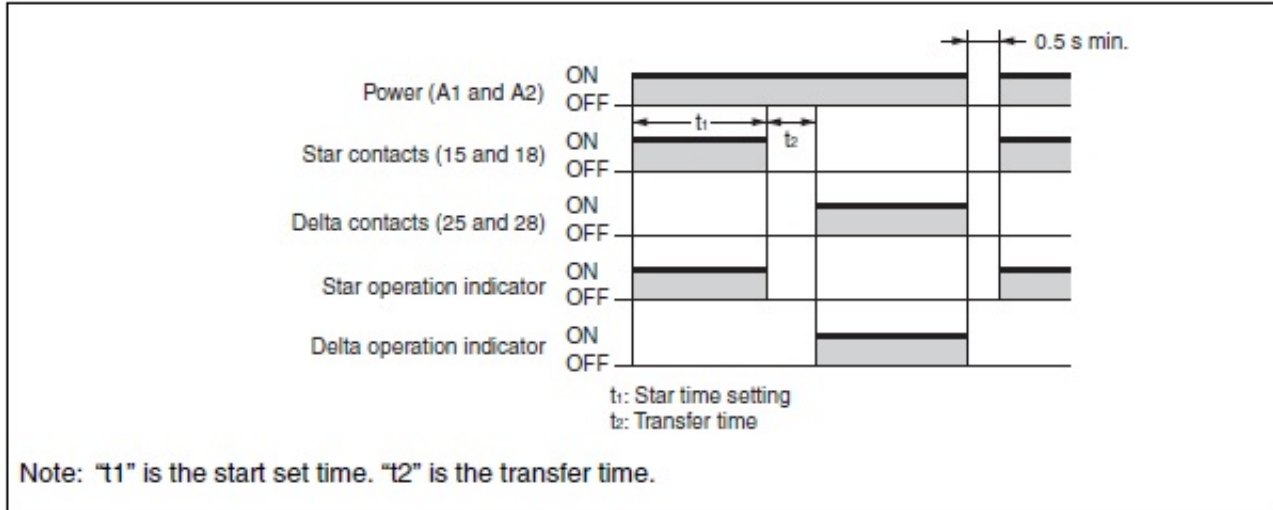 0.5 s min.
Power (A1 and A2)
ON
OFF
t1
t2
Star contacts (15 and 18)
ON
OFF
Delta contacts (25 and 28)
ON
OFF
Star operation indicator
ON
OFF
Delta operation indicator
ON
OFF
t1: Star time setting
t2: Transfer time
Note: “t1” is the start set time. “t2” is the transfer time.